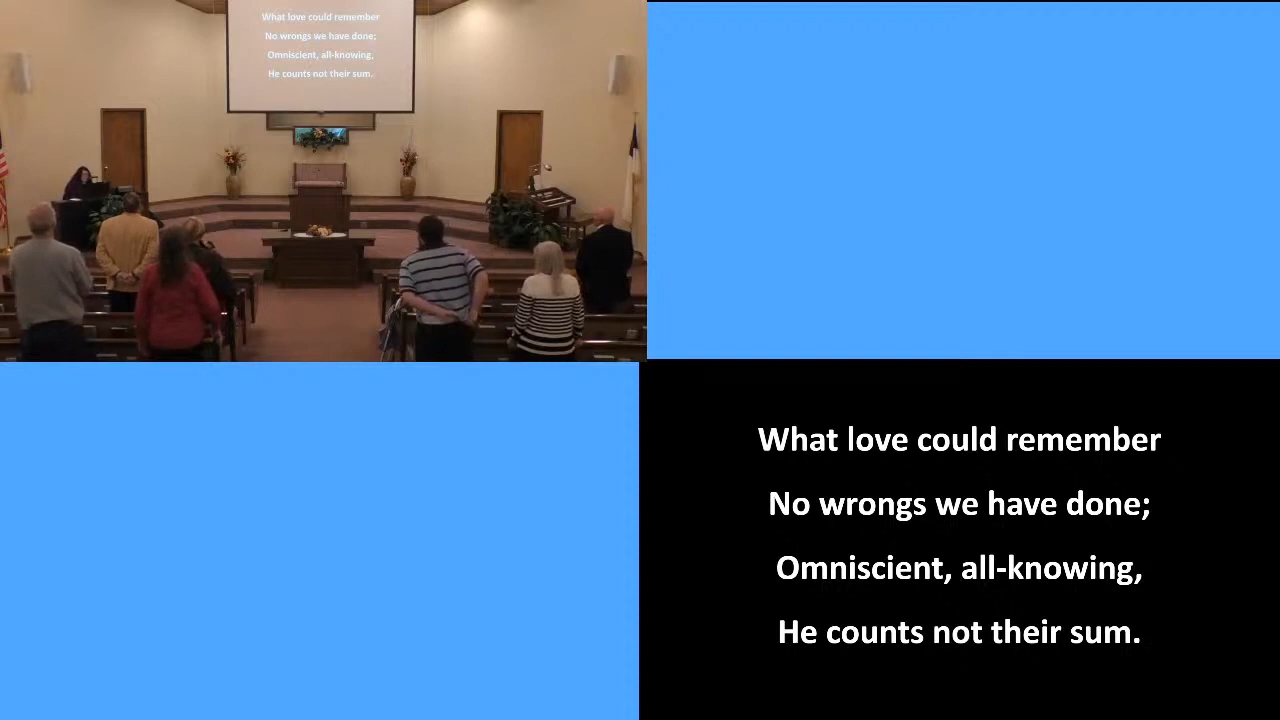 What love could remember
No wrongs we have done;
Omniscient, all-knowing,
He counts not their sum.
What love could remember
No wrongs we have done;
Omniscient, all-knowing,
He counts not their sum.